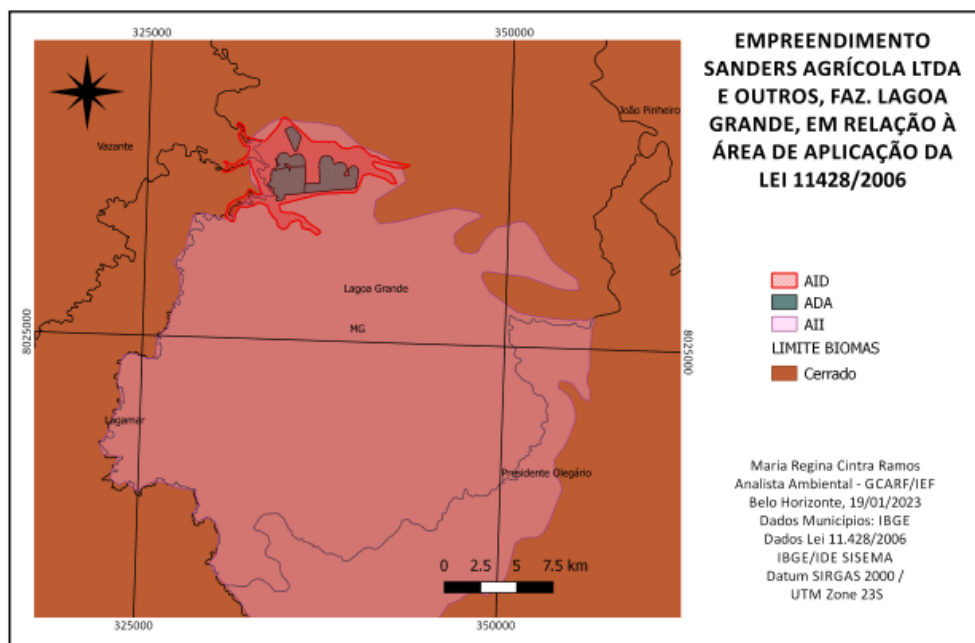 325000
350000
EMPREENDIMENTO
SANDERS AGRÍCOLA LTDA
E OUTROS, FAZ. LAGOA
GRANDE, EM RELAÇÃO À
ÁREA DE APLICAÇÃO DA
LEI 11428/2006
João Pinheiro
Vazante
Lagoa Grande
MG
8025000
8025000
Lagamar
Presidente Olegário
0 2.5 5 7.5 km
325000
350000
AID
ADA
AII
LIMITE BIOMAS
Cerrado
Maria Regina Cintra Ramos
Analista Ambiental - GCARF/IEF
Belo Horizonte, 19/01/2023
Dados Municípios: IBGE
Dados Lei 11.428/2006
IBGE/IDE SISEMA
Datum SIRGAS 2000 /
UTM Zone 23S